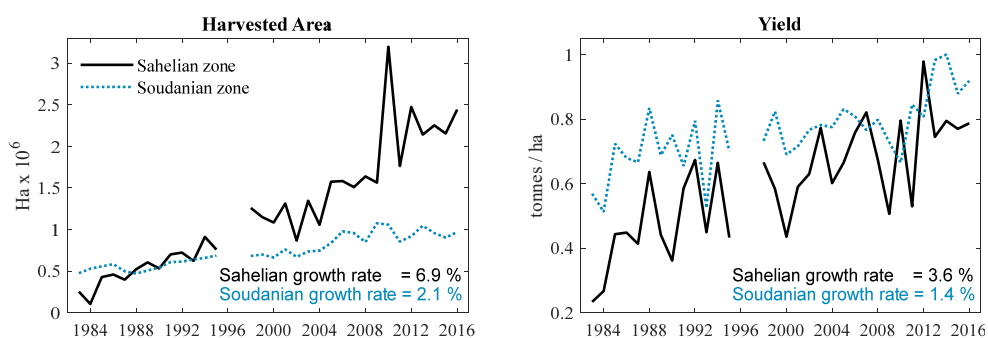 Harvested Area
Ha x 10^6
3
2.5
2
1.5
1
0.5
0
Sahelian zone
Soudanian zone
Sahelian growth rate = 6.9 %
Soudanian growth rate = 2.1 %
1984 1988 1992 1996 2000 2004 2008 2012 2016
Yield
tonnes / ha
1
0.8
0.6
0.4
0.2
Sahelian growth rate = 3.6 %
Soudanian growth rate = 1.4 %
1984 1988 1992 1996 2000 2004 2008 2012 2016